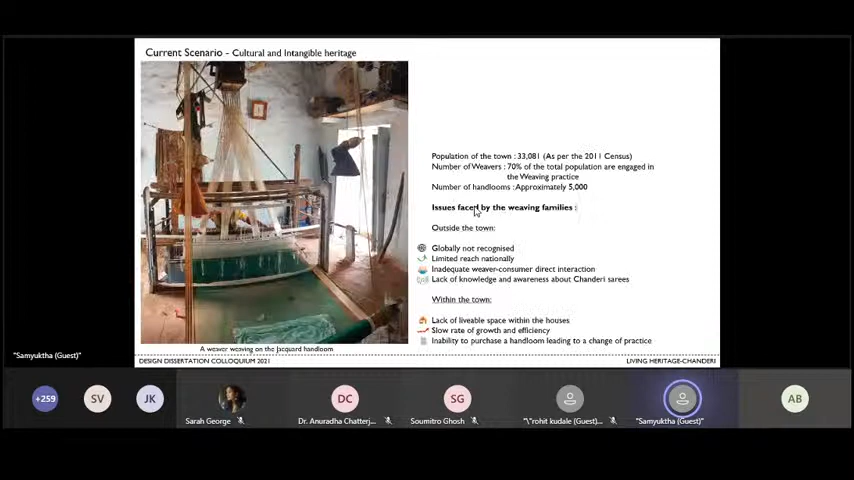 Current Scenario - Cultural and Intangible heritage
Population of the town : 33,081 (As per the 2011 Census)
Number of Weavers : 70% of the total population are engaged in
the Weaving practice
Number of handlooms : Approximately 5,000
Issues faced by the weaving families :
Outside the town:
Globally not recognised
Limited reach nationally
Inadequate weaver-consumer direct interaction
Lack of knowledge and awareness about Chanderi sarees
Within the town:
Lack of liveable space within the houses
Slow rate of growth and efficiency
Inability to purchase a handloom leading to a change of practice
A weaver weaving on the Jacquard handloom
"Samyuktha (Guest)"
DESIGN DISSERTATION COLLOQUIUM 2021
LIVING HERITAGE-CHANDERI
+259
SV
JK
DC
SG
AB
Sarah George
Dr. Anuradha Chatterj...
Soumitro Ghosh
"\"rohit kudale (Guest)...
"Samyuktha (Guest)"